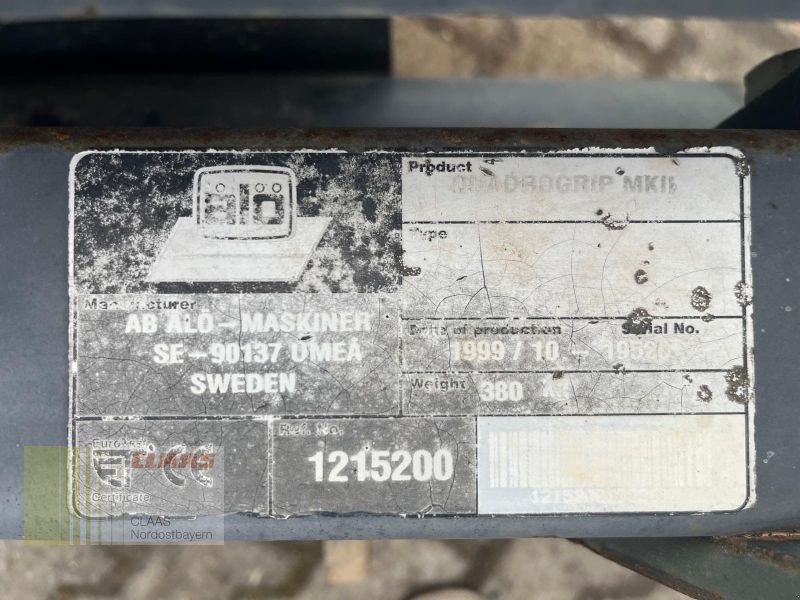 alo
Product
QUADROGRIP MKII
Type
Manufacturer
AB ÅLÖ-MASKINER
SE-90137 UMEÅ
SWEDEN
Date of production
Serial No.
1999 / 10
Weight
380
Ref. No.
1215200
CLAAS
Certificate
CLAAS
Nordostbayern